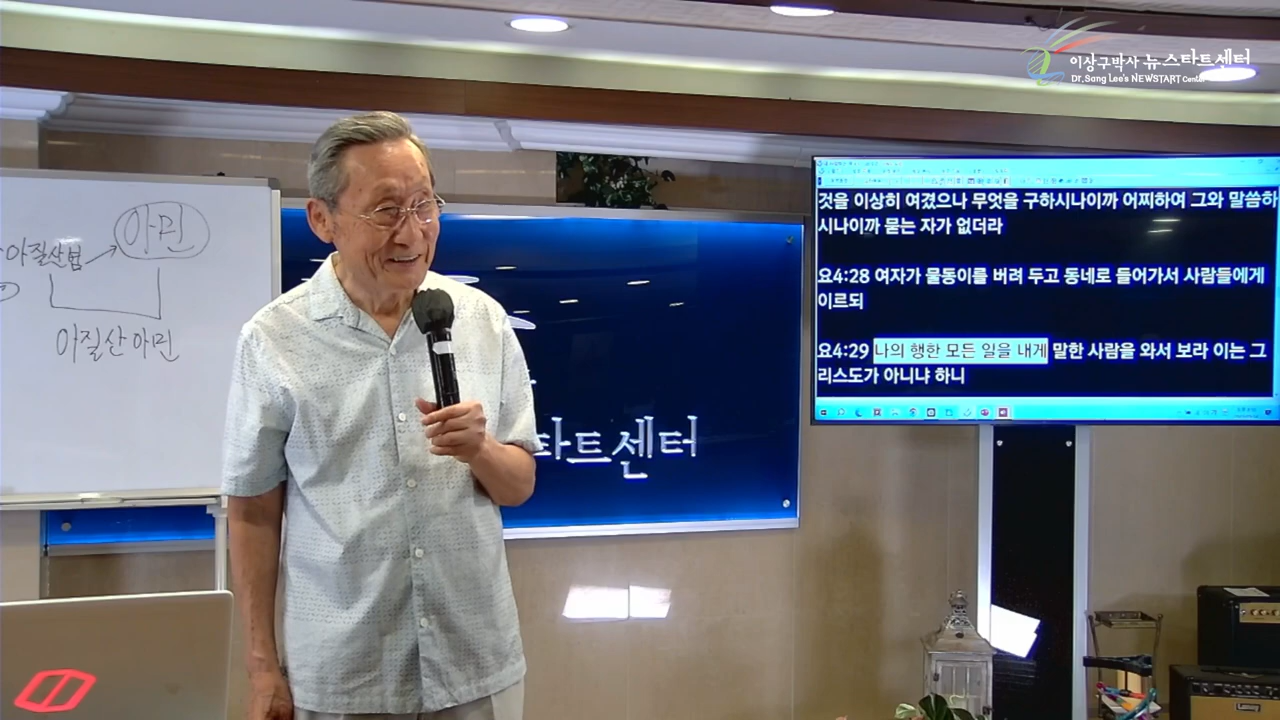 이상구박사 뉴스타트센터
Dr. Sang Lee's NEWSTART Center
아민
아질산염
아질산 아민
타트센터
것을 이상히 여겼으나 무엇을 구하시나이까 어찌하여 그와 말씀하
시나이까 묻는 자가 없더라
요4:28 여자가 물동이를 버려 두고 동네로 들어가서 사람들에게
이르되
요4:29 나의 행한 모든 일을 내게 말한 사람을 와서 보라 이는 그
리스도가 아니냐 하니
Laney